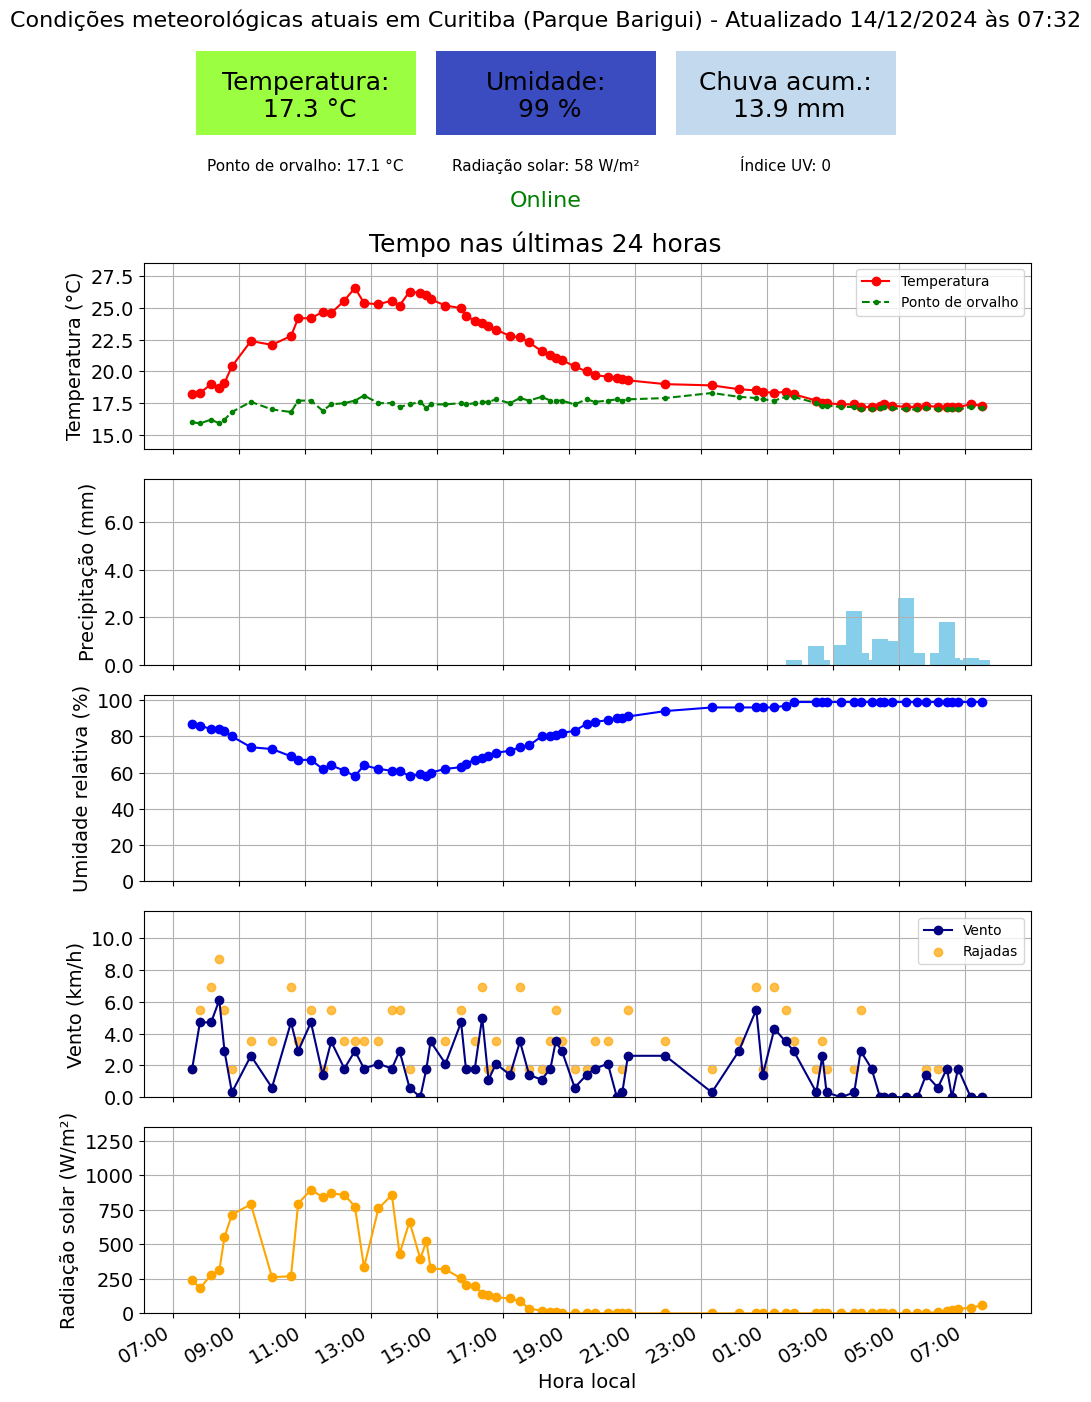 Condições meteorológicas atuais em Curitiba (Parque Barigui) - Atualizado 14/12/2024 às 07:32
Temperatura:
17.3 °C
Umidade:
99 %
Chuva acum.:
13.9 mm
Ponto de orvalho: 17.1 °C
Radiação solar: 58 W/m²
Índice UV: 0
Online
Tempo nas últimas 24 horas
Temperatura (°C)
27.5
25.0
22.5
20.0
17.5
15.0
Temperatura
Ponto de orvalho
Precipitação (mm)
6.0
4.0
2.0
0.0
Umidade relativa (%)
100
80
60
40
20
0
Vento (km/h)
10.0
8.0
6.0
4.0
2.0
0.0
Vento
Rajadas
Radiação solar (W/m²)
1250
1000
750
500
250
0
07:00 09:00 11:00 13:00 15:00 17:00 19:00 21:00 23:00 01:00 03:00 05:00 07:00
Hora local